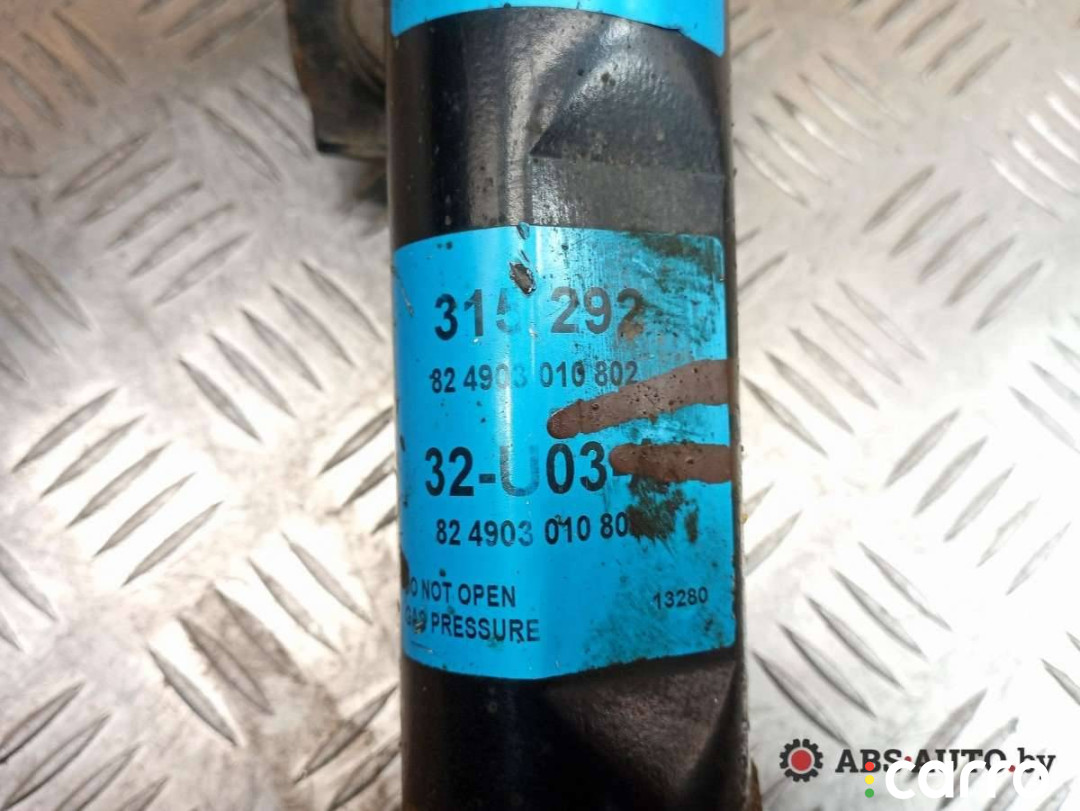 315 292
82 4903 010 802
32-U03-
82 4903 010 80
DO NOT OPEN
GAS PRESSURE
13280
ABS-AUTO.by
:carro